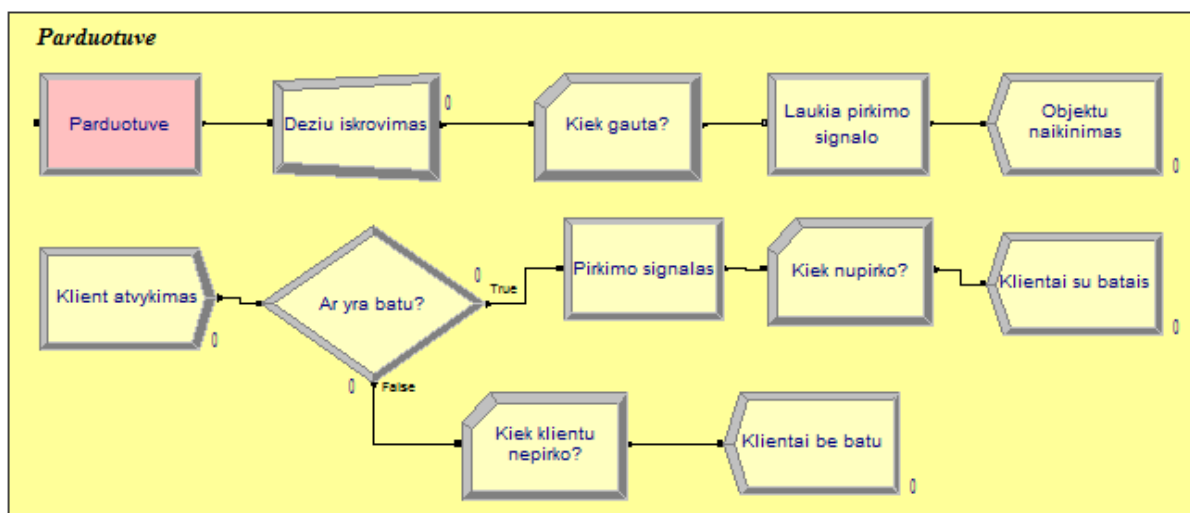 Parduotuve
Parduotuve
Deziu iskrovimas
0
Kiek gauta?
Laukia pirkimo
signalo
Objektu
naikinimas
0
Klient atvykimas
0
Ar yra batu?
0
True
0
False
Pirkimo signalas
Kiek nupirko?
Klientai su batais
0
Kiek klientu
nepirko?
Klientai be batu
0